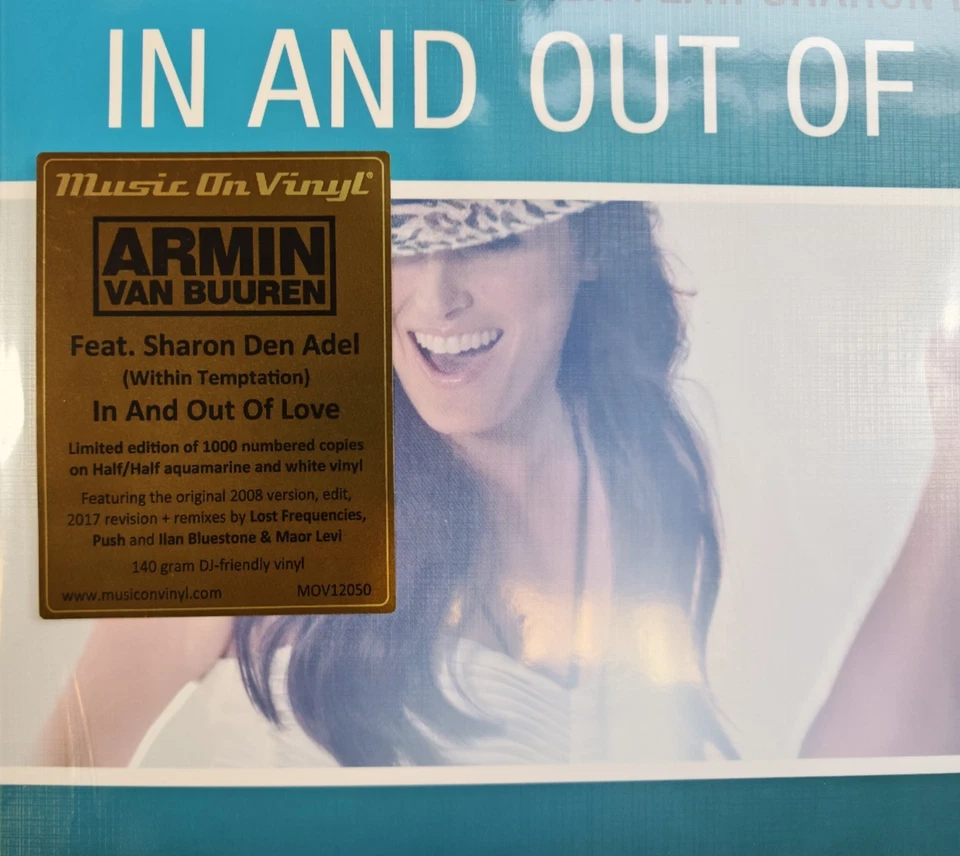 FEAT. SHARON
IN AND OUT OF
Music On Vinyl®
ARMIN
VAN BUUREN
Feat. Sharon Den Adel
(Within Temptation)
In And Out Of Love
Limited edition of 1000 numbered copies
on Half/Half aquamarine and white vinyl
Featuring the original 2008 version, edit,
2017 revision + remixes by Lost Frequencies,
Push and Ilan Bluestone & Maor Levi
140 gram DJ-friendly vinyl
www.musiconvinyl.com MOV12050